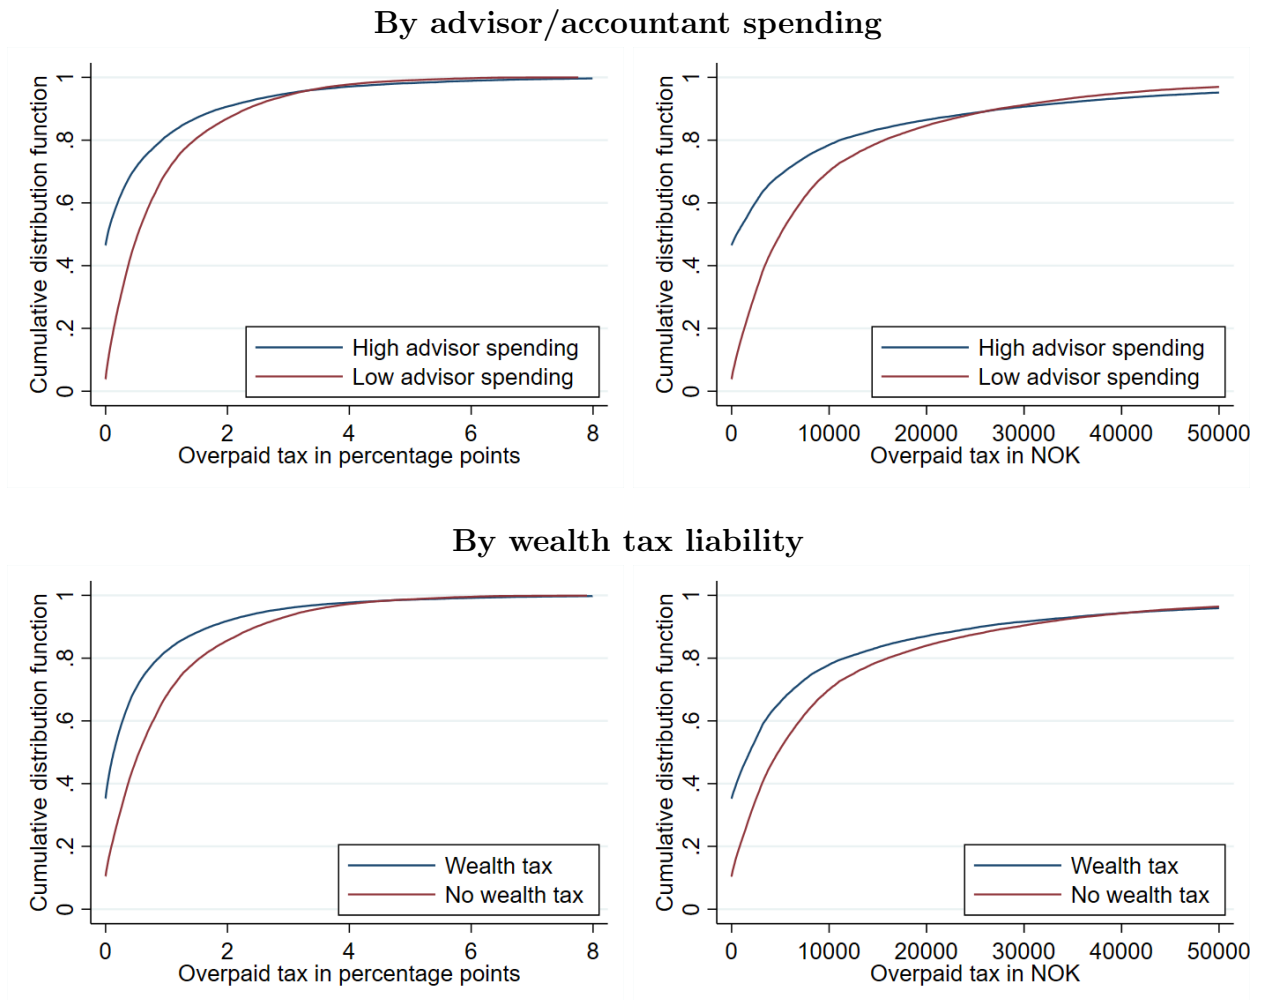 By advisor/accountant spending
Cumulative distribution function
1
.8
.6
.4
.2
0
High advisor spending
Low advisor spending
0 2 4 6 8
Overpaid tax in percentage points
Cumulative distribution function
1
.8
.6
.4
.2
0
High advisor spending
Low advisor spending
0 10000 20000 30000 40000 50000
Overpaid tax in NOK
By wealth tax liability
Cumulative distribution function
1
.8
.6
.4
.2
0
Wealth tax
No wealth tax
0 2 4 6 8
Overpaid tax in percentage points
Cumulative distribution function
1
.8
.6
.4
.2
0
Wealth tax
No wealth tax
0 10000 20000 30000 40000 50000
Overpaid tax in NOK